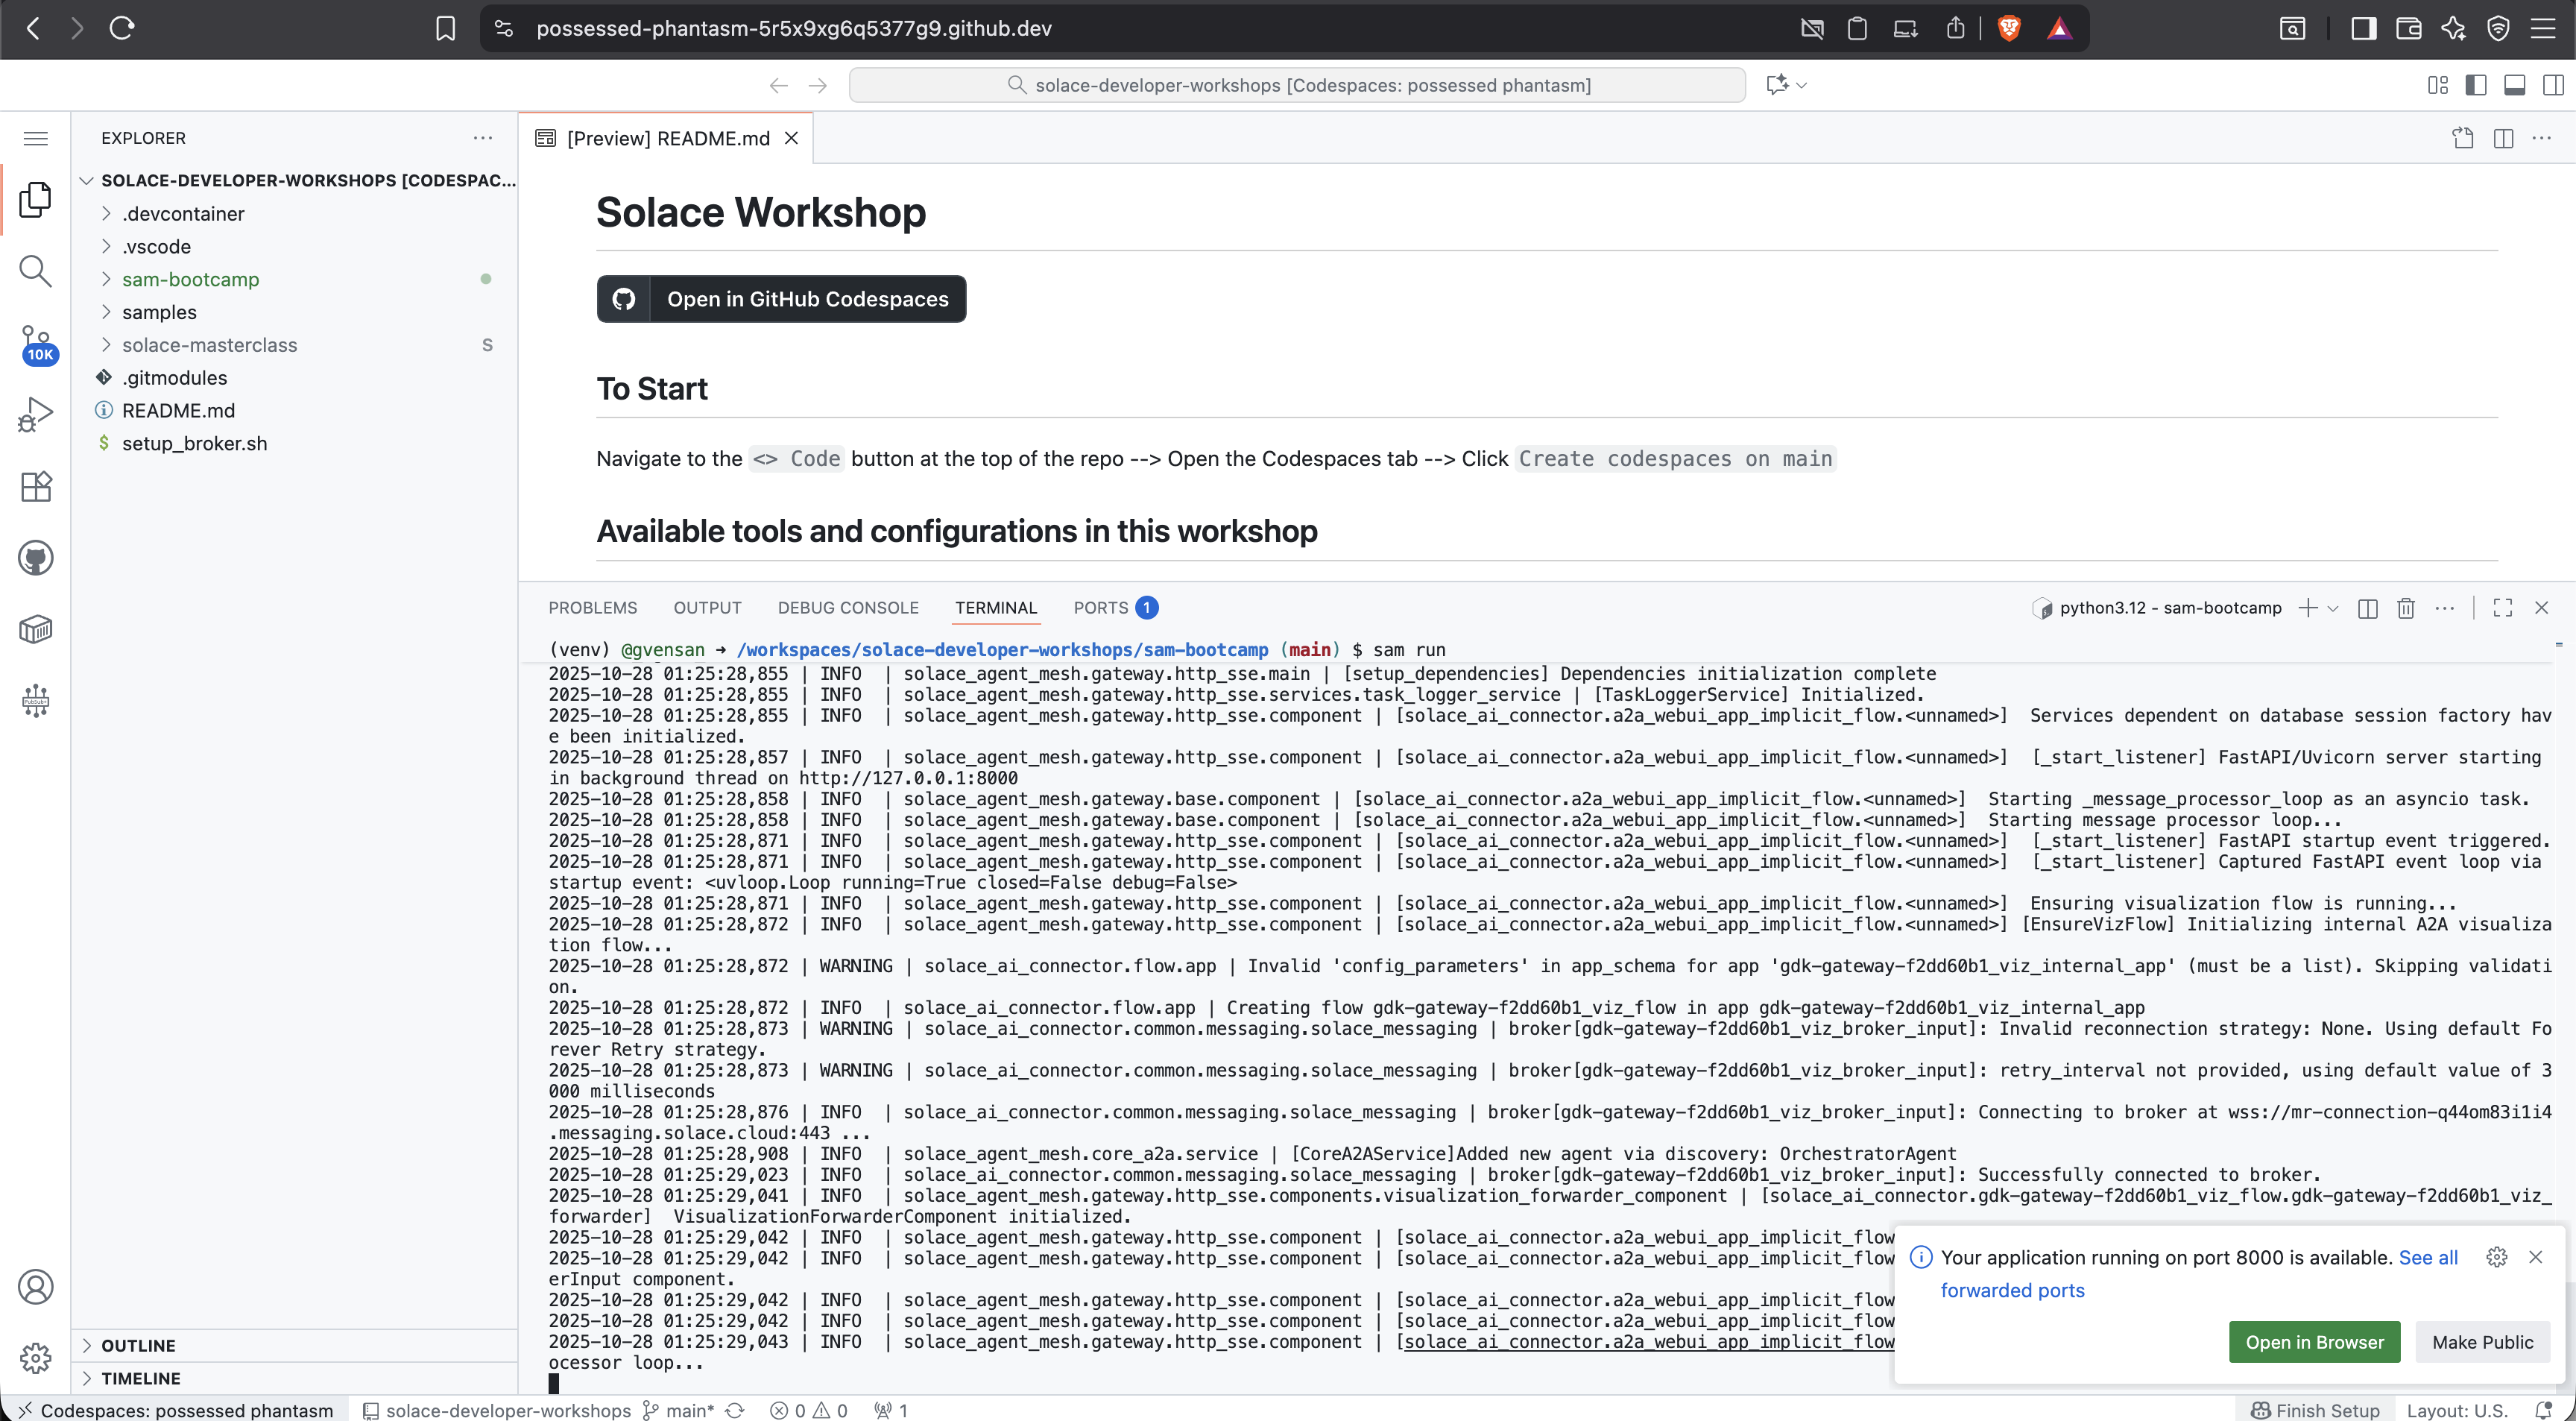 possessed-phantasm-5r5x9xg6q5377g9.github.dev
solace-developer-workshops [Codespaces: possessed phantasm]
EXPLORER
[Preview] README.md
SOLACE-DEVELOPER-WORKSHOPS [CODESPAC...
.devcontainer
.vscode
sam-bootcamp
samples
solace-masterclass S
.gitmodules
README.md
setup_broker.sh
10K
OUTLINE
TIMELINE
Solace Workshop
Open in GitHub Codespaces
To Start
Navigate to the <> Code button at the top of the repo --> Open the Codespaces tab --> Click Create codespaces on main
Available tools and configurations in this workshop
PROBLEMS OUTPUT DEBUG CONSOLE TERMINAL PORTS 1
python3.12 - sam-bootcamp
(venv) @gvensan → /workspaces/solace-developer-workshops/sam-bootcamp (main) $ sam run
2025-10-28 01:25:28,855 | INFO | solace_agent_mesh.gateway.http_sse.main | [setup_dependencies] Dependencies initialization complete
2025-10-28 01:25:28,855 | INFO | solace_agent_mesh.gateway.http_sse.services.task_logger_service | [TaskLoggerService] Initialized.
2025-10-28 01:25:28,855 | INFO | solace_agent_mesh.gateway.http_sse.component | [solace_ai_connector.a2a_webui_app_implicit_flow.<unnamed>] Services dependent on database session factory hav
e been initialized.
2025-10-28 01:25:28,857 | INFO | solace_agent_mesh.gateway.http_sse.component | [solace_ai_connector.a2a_webui_app_implicit_flow.<unnamed>] [_start_listener] FastAPI/Uvicorn server starting
in background thread on http://127.0.0.1:8000
2025-10-28 01:25:28,858 | INFO | solace_agent_mesh.gateway.base.component | [solace_ai_connector.a2a_webui_app_implicit_flow.<unnamed>] Starting _message_processor_loop as an asyncio task.
2025-10-28 01:25:28,858 | INFO | solace_agent_mesh.gateway.base.component | [solace_ai_connector.a2a_webui_app_implicit_flow.<unnamed>] Starting message processor loop...
2025-10-28 01:25:28,871 | INFO | solace_agent_mesh.gateway.http_sse.component | [solace_ai_connector.a2a_webui_app_implicit_flow.<unnamed>] [_start_listener] FastAPI startup event triggered.
2025-10-28 01:25:28,871 | INFO | solace_agent_mesh.gateway.http_sse.component | [solace_ai_connector.a2a_webui_app_implicit_flow.<unnamed>] [_start_listener] Captured FastAPI event loop via
startup event: <uvloop.Loop running=True closed=False debug=False>
2025-10-28 01:25:28,871 | INFO | solace_agent_mesh.gateway.http_sse.component | [solace_ai_connector.a2a_webui_app_implicit_flow.<unnamed>] Ensuring visualization flow is running...
2025-10-28 01:25:28,872 | INFO | solace_agent_mesh.gateway.http_sse.component | [solace_ai_connector.a2a_webui_app_implicit_flow.<unnamed>] [EnsureVizFlow] Initializing internal A2A visualiza
tion flow...
2025-10-28 01:25:28,872 | WARNING | solace_ai_connector.flow.app | Invalid 'config_parameters' in app_schema for app 'gdk-gateway-f2dd60b1_viz_internal_app' (must be a list). Skipping validati
on.
2025-10-28 01:25:28,872 | INFO | solace_ai_connector.flow.app | Creating flow gdk-gateway-f2dd60b1_viz_flow in app gdk-gateway-f2dd60b1_viz_internal_app
2025-10-28 01:25:28,873 | WARNING | solace_ai_connector.common.messaging.solace_messaging | broker[gdk-gateway-f2dd60b1_viz_broker_input]: Invalid reconnection strategy: None. Using default Fo
rever Retry strategy.
2025-10-28 01:25:28,873 | WARNING | solace_ai_connector.common.messaging.solace_messaging | broker[gdk-gateway-f2dd60b1_viz_broker_input]: retry_interval not provided, using default value of 3
000 milliseconds
2025-10-28 01:25:28,876 | INFO | solace_ai_connector.common.messaging.solace_messaging | broker[gdk-gateway-f2dd60b1_viz_broker_input]: Connecting to broker at wss://mr-connection-q44om83i1i4
.messaging.solace.cloud:443 ...
2025-10-28 01:25:28,908 | INFO | solace_agent_mesh.core_a2a.service | [CoreA2AService]Added new agent via discovery: OrchestratorAgent
2025-10-28 01:25:29,023 | INFO | solace_ai_connector.common.messaging.solace_messaging | broker[gdk-gateway-f2dd60b1_viz_broker_input]: Successfully connected to broker.
2025-10-28 01:25:29,041 | INFO | solace_agent_mesh.gateway.http_sse.components.visualization_forwarder_component | [solace_ai_connector.gdk-gateway-f2dd60b1_viz_flow.gdk-gateway-f2dd60b1_viz_
forwarder] VisualizationForwarderComponent initialized.
2025-10-28 01:25:29,042 | INFO | solace_agent_mesh.gateway.http_sse.component | [solace_ai_connector.a2a_webui_app_implicit_flow
2025-10-28 01:25:29,042 | INFO | solace_agent_mesh.gateway.http_sse.component | [solace_ai_connector.a2a_webui_app_implicit_flow
erInput component.
2025-10-28 01:25:29,042 | INFO | solace_agent_mesh.gateway.http_sse.component | [solace_ai_connector.a2a_webui_app_implicit_flow
2025-10-28 01:25:29,042 | INFO | solace_agent_mesh.gateway.http_sse.component | [solace_ai_connector.a2a_webui_app_implicit_flow
2025-10-28 01:25:29,043 | INFO | solace_agent_mesh.gateway.http_sse.component | [solace_ai_connector.a2a_webui_app_implicit_flow
ocessor loop...
Your application running on port 8000 is available. See all
forwarded ports
Open in Browser Make Public
Codespaces: possessed phantasm solace-developer-workshops main* 0 0 1 Finish Setup Layout: U.S.